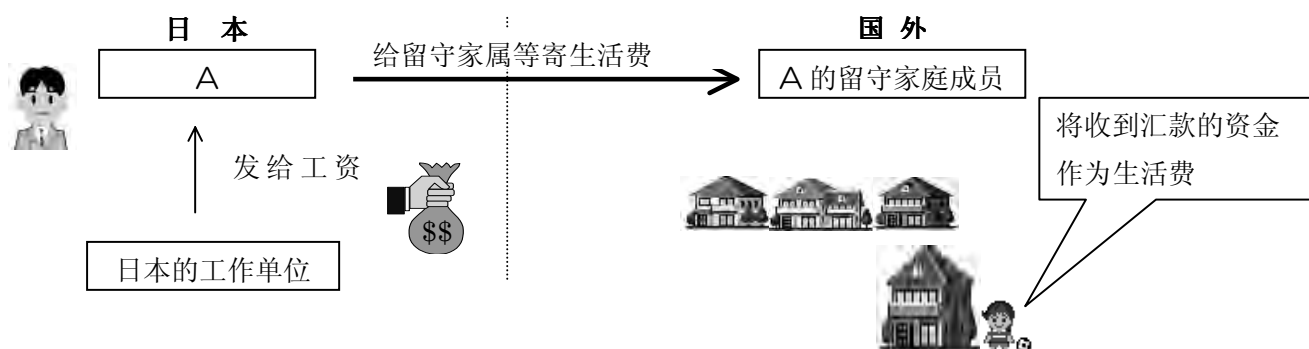 日 本
国 外
给留守家属等寄生活费
A
A 的留守家庭成员
将收到汇款的资金
作为生活费
发 给 工 资
$$
日本的工作单位